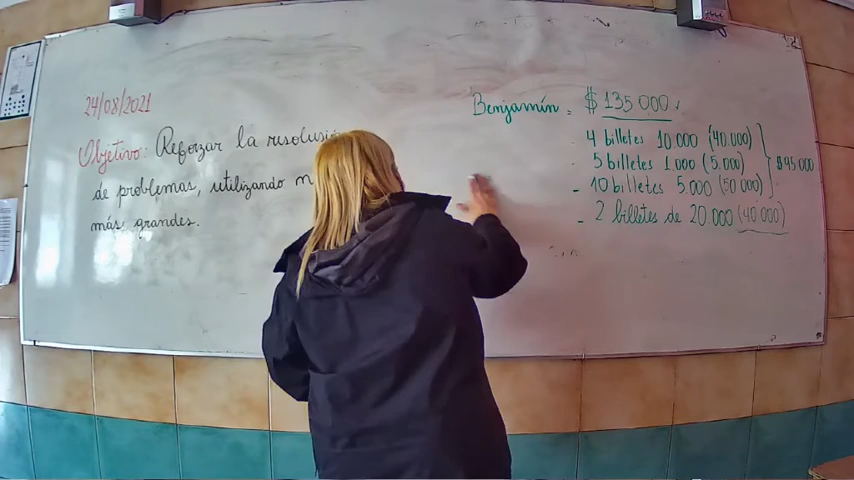 24/08/2021
Objetivo: Reforzar la resolución
de problemas, utilizando
más grandes.
Benjamín = $ 135.000
4 billetes 10.000 (40.000)
5 billetes 1.000 (5.000)
- 10 billetes 5.000 (50.000)
$95.000
- 2 billetes de 20.000 (40.000)